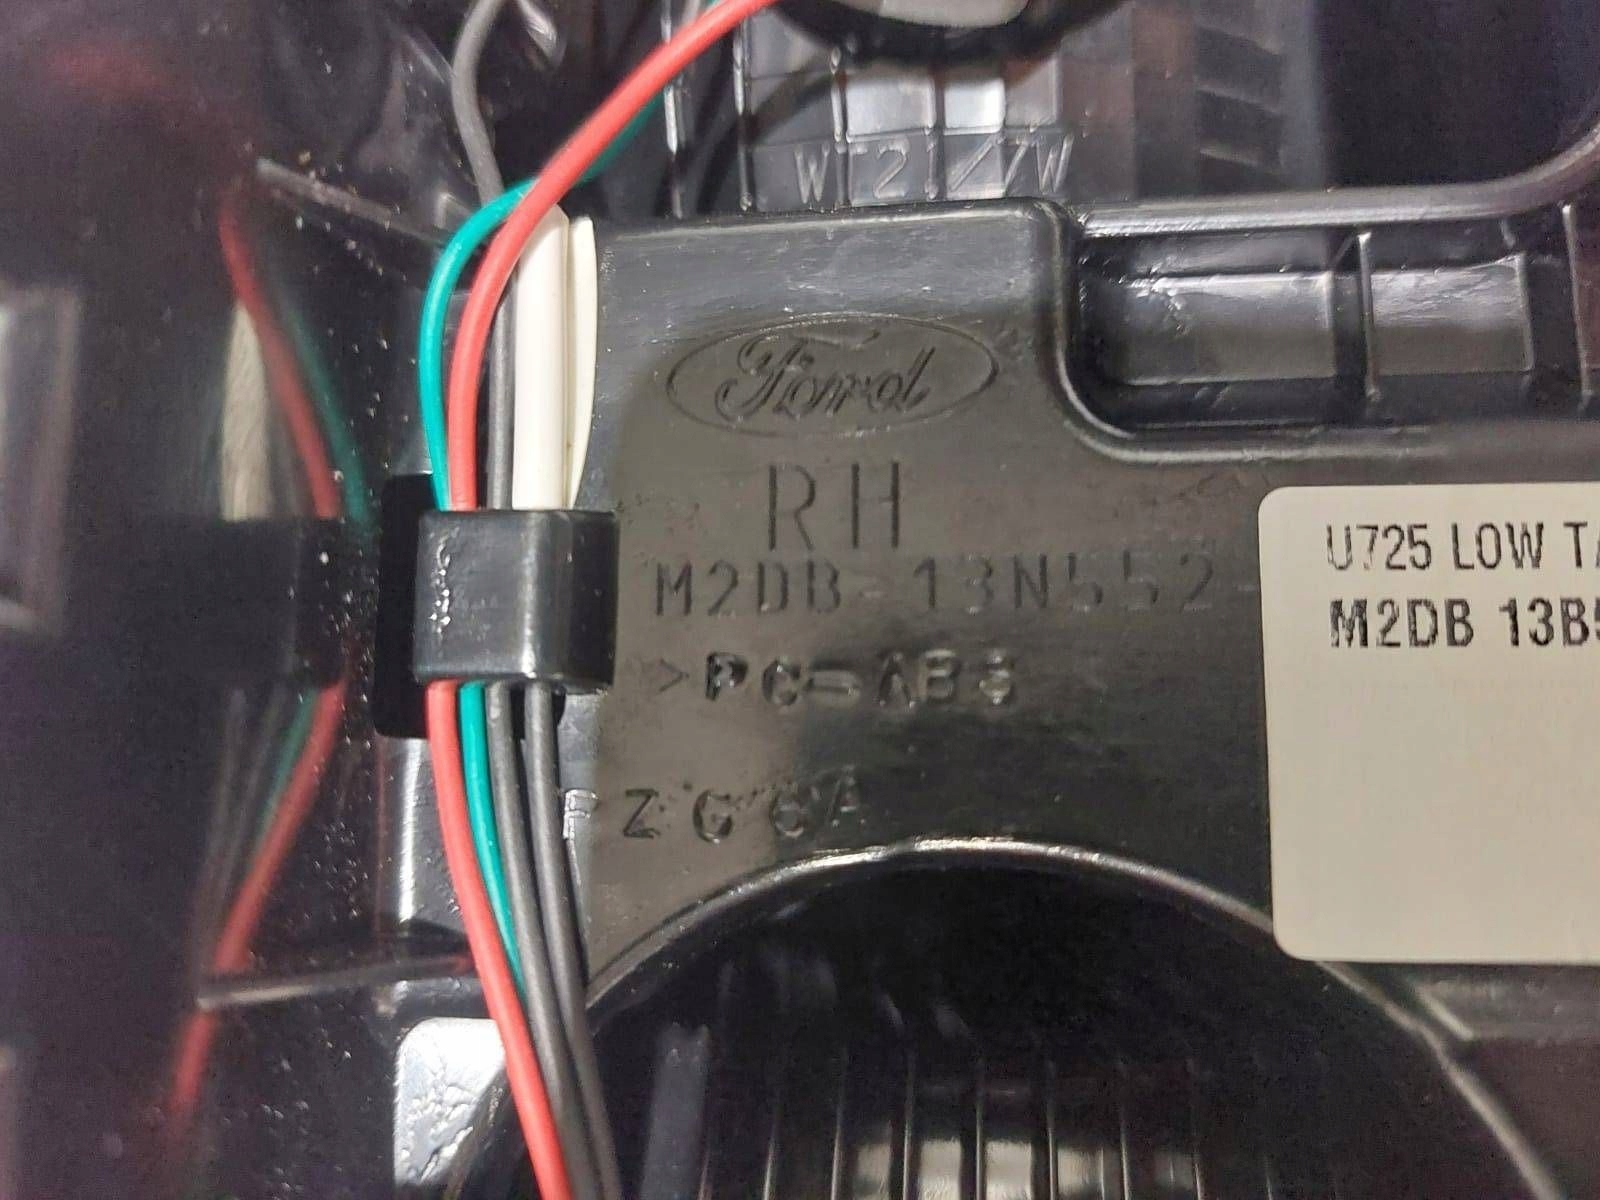 WT21/7W
Ford
RH
M2DB-13N552-
U725 LOW TA
M2DB 13B5
>PC-ABS